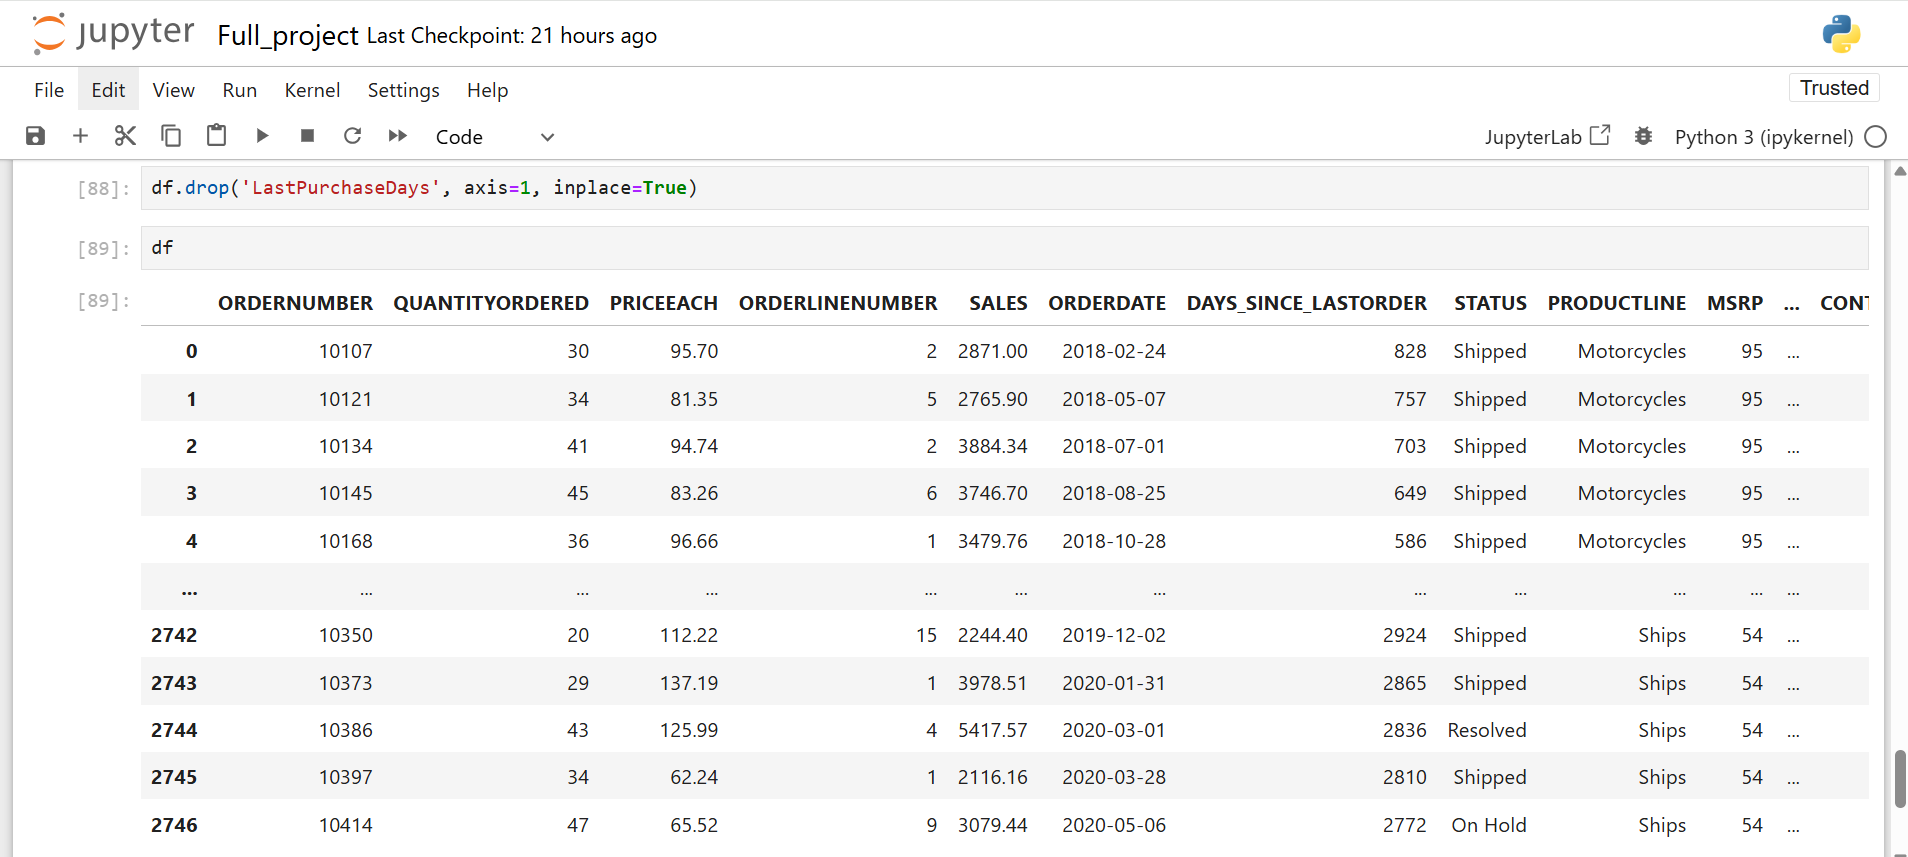 jupyter Full_project Last Checkpoint: 21 hours ago
File Edit View Run Kernel Settings Help Trusted
Code JupyterLab Python 3 (ipykernel)
[88]: df.drop('LastPurchaseDays', axis=1, inplace=True)
[89]: df
[89]: ORDERNUMBER QUANTITYORDERED PRICEEACH ORDERLINENUMBER SALES ORDERDATE DAYS_SINCE_LASTORDER STATUS PRODUCTLINE MSRP ... CONT
0 10107 30 95.70 2 2871.00 2018-02-24 828 Shipped Motorcycles 95 ...
1 10121 34 81.35 5 2765.90 2018-05-07 757 Shipped Motorcycles 95 ...
2 10134 41 94.74 2 3884.34 2018-07-01 703 Shipped Motorcycles 95 ...
3 10145 45 83.26 6 3746.70 2018-08-25 649 Shipped Motorcycles 95 ...
4 10168 36 96.66 1 3479.76 2018-10-28 586 Shipped Motorcycles 95 ...
... ... ... ... ... ... ... ... ... ... ... ...
2742 10350 20 112.22 15 2244.40 2019-12-02 2924 Shipped Ships 54 ...
2743 10373 29 137.19 1 3978.51 2020-01-31 2865 Shipped Ships 54 ...
2744 10386 43 125.99 4 5417.57 2020-03-01 2836 Resolved Ships 54 ...
2745 10397 34 62.24 1 2116.16 2020-03-28 2810 Shipped Ships 54 ...
2746 10414 47 65.52 9 3079.44 2020-05-06 2772 On Hold Ships 54 ...